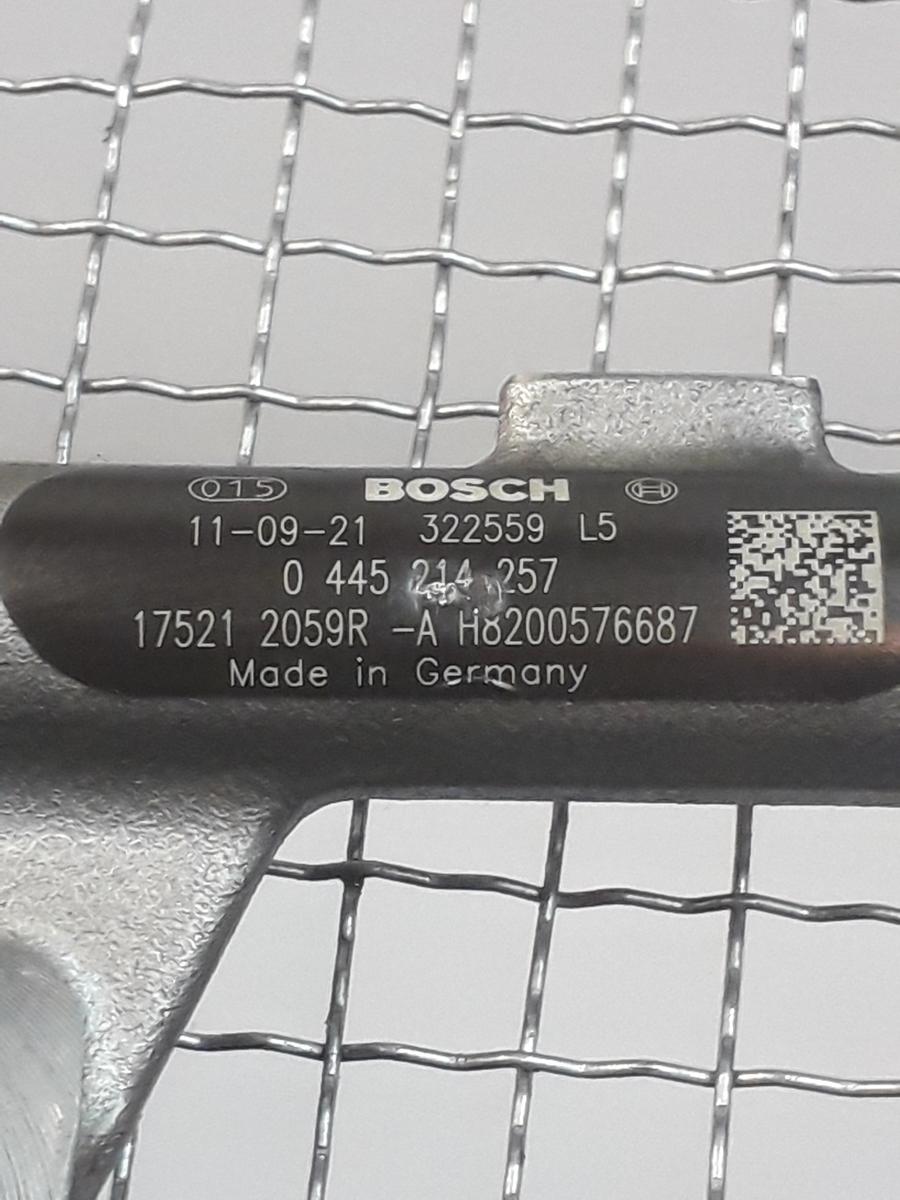 015 BOSCH
11-09-21 322559 L5
0 445 214 257
17521 2059R -A H8200576687
Made in Germany